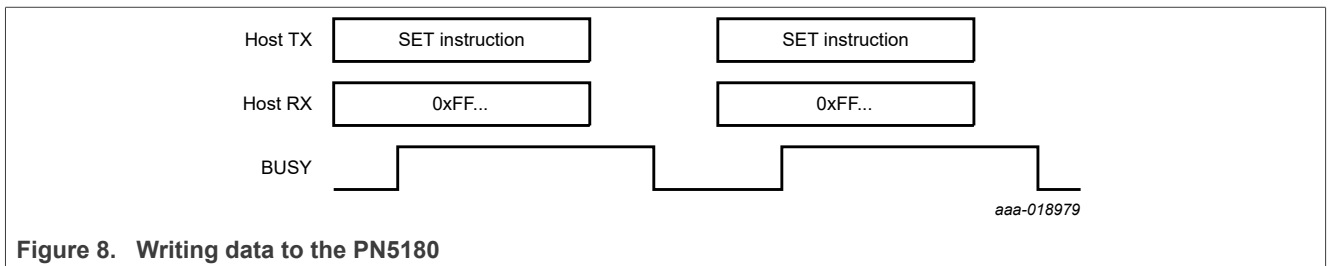 Host TX SET instruction SET instruction
Host RX 0xFF... 0xFF...
BUSY
aaa-018979
Figure 8. Writing data to the PN5180